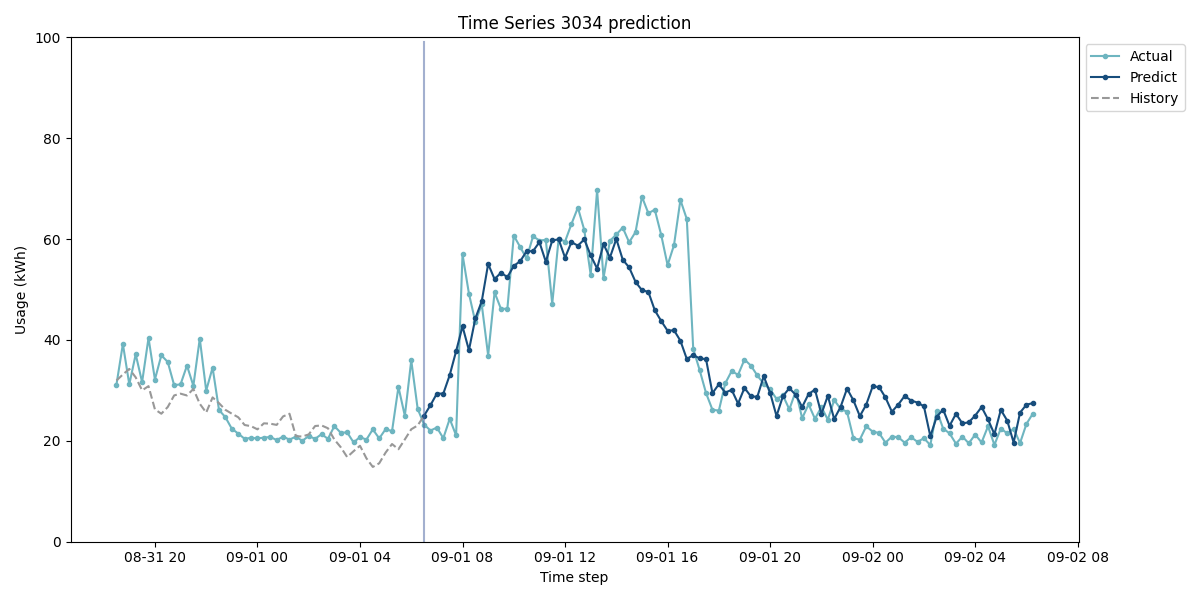 Time Series 3034 prediction
100
80
60
40
20
0
Usage (kWh)
08-31 20
09-01 00
09-01 04
09-01 08
09-01 12
09-01 16
09-01 20
09-02 00
09-02 04
09-02 08
Time step
Actual
Predict
History